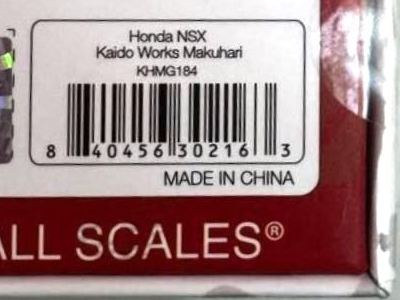 Honda NSX
Kaido Works Makuhari
KHMG184
8 40456 30216 3
MADE IN CHINA
ALL SCALES®